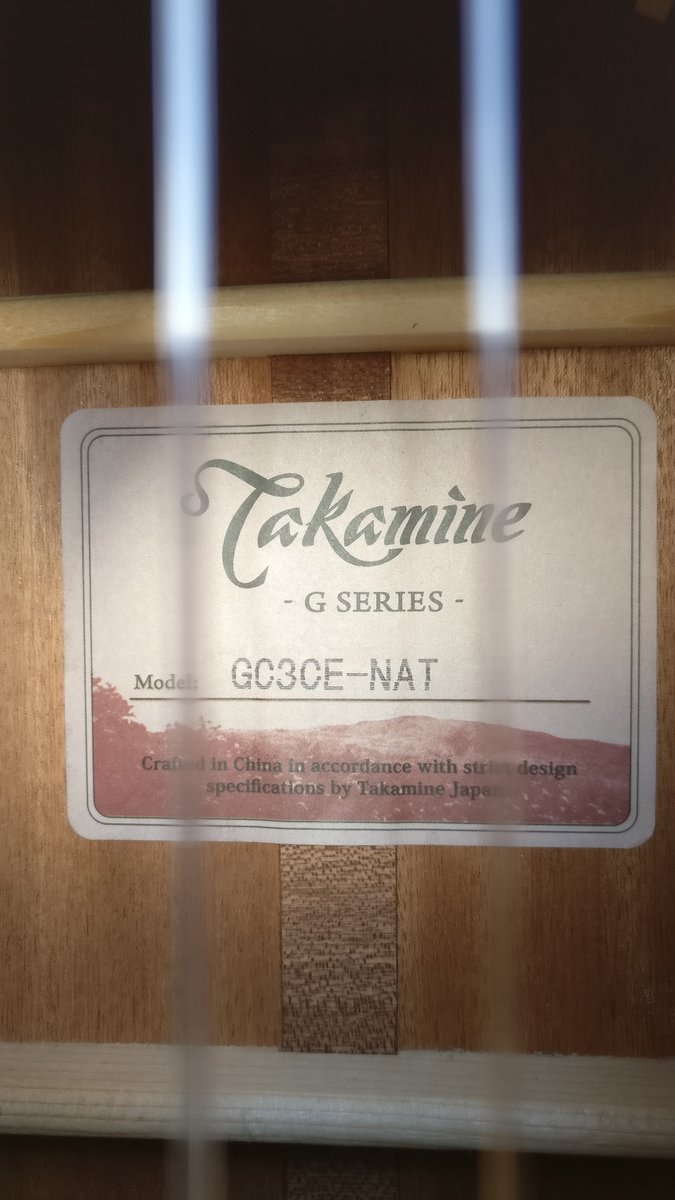 Takamine
- G SERIES -
Model: GC3CE-NAT
Crafted in China in accordance with strict design
specifications by Takamine Japan.